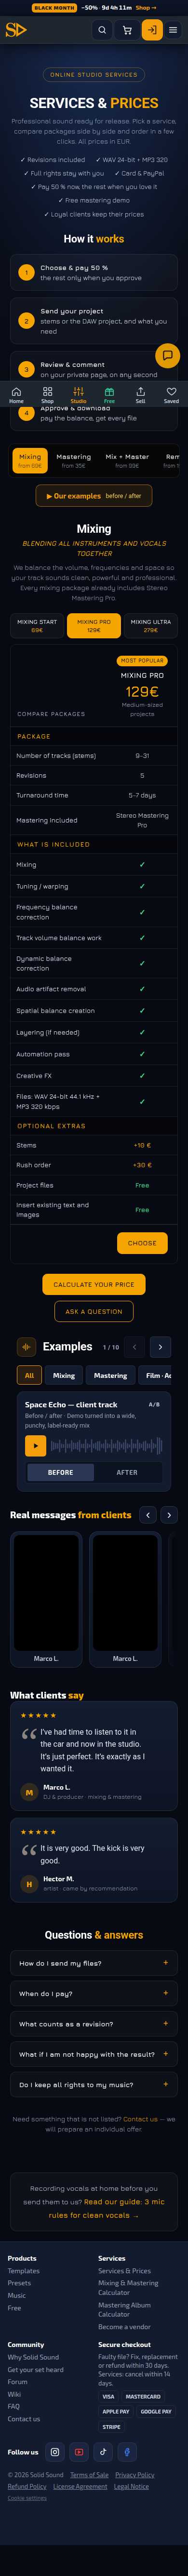 BLACK MONTH -50% · 9d 4h 11m Shop →
ONLINE STUDIO SERVICES
SERVICES & PRICES
Professional sound ready for release. Pick a service,
compare packages side by side and order in a few
clicks. All prices in EUR.
✓ Revisions included ✓ WAV 24-bit + MP3 320
✓ Full rights stay with you ✓ Card & PayPal
✓ Pay 50 % now, the rest when you love it
✓ Free mastering demo
✓ Loyal clients keep their prices
How it works
1 Choose & pay 50 %
the rest only when you approve
2 Send your project
stems or the DAW project, and what you
need
3 Review & comment
on your private page, on any second
Home Shop Studio Free Sell Saved
4 Approve & download
pay the balance, get every file
Mixing Mastering Mix + Master
from 35€
▶ Our examples before / after
Mixing
BLENDING ALL INSTRUMENTS AND VOCALS
TOGETHER
We balance the volume, frequencies and space so
your track sounds clean, powerful and professional.
Every mixing package already includes Stereo
Mastering Pro.
MIXING START MIXING PRO MIXING ULTRA
69€ 129€ 279€
MOST POPULAR
MIXING PRO
129€
Medium-sized
projects
COMPARE PACKAGES
PACKAGE
Number of tracks (stems) 9–31
Revisions 5
Turnaround time 5–7 days
Mastering included Stereo Mastering
Pro
WHAT IS INCLUDED
Mixing ✓
Tuning / warping ✓
Frequency balance
correction ✓
Track volume balance work ✓
Dynamic balance
correction ✓
Audio artifact removal ✓
Spatial balance creation ✓
Layering (if needed) ✓
Automation pass ✓
Creative FX ✓
Files: WAV 24-bit 44.1 kHz +
MP3 320 kbps ✓
OPTIONAL EXTRAS
Stems +10 €
Rush order +30 €
Project files Free
Insert existing text and
images Free
CHOOSE
CALCULATE YOUR PRICE
ASK A QUESTION
Examples 1 / 10
All Mixing Mastering
Space Echo — client track A/B
Before / after · Demo turned into a wide,
punchy, label-ready mix
BEFORE AFTER
Real messages from clients
Marco L. Marco L.
What clients say
★★★★★
I've had time to listen to it in
the car and now in the studio.
It's just perfect. It's exactly as I
wanted it.
M Marco L.
DJ & producer · mixing & mastering
★★★★★
It is very good. The kick is very
good.
H Hector M.
artist · came by recommendation
Questions & answers
How do I send my files? +
When do I pay? +
What counts as a revision? +
What if I am not happy with the result? +
Do I keep all rights to my music? +
Need something that is not listed? Contact us — we
will prepare an individual offer.
Recording vocals at home before you
send them to us? Read our guide: 3 mic
rules for clean vocals →
Products Services
Templates Services & Prices
Presets Mixing & Mastering
Calculator
Music Mastering Album
Calculator
Free Become a vendor
Community Secure checkout
Why Solid Sound Faulty file? Fix, replacement
or refund within 30 days.
Get your set heard Services: cancel within 14
days.
Forum
Wiki VISA MASTERCARD
FAQ APPLE PAY GOOGLE PAY
Contact us STRIPE
Follow us
© 2026 Solid Sound Terms of Sale Privacy Policy
Refund Policy License Agreement Legal Notice
Cookie settings